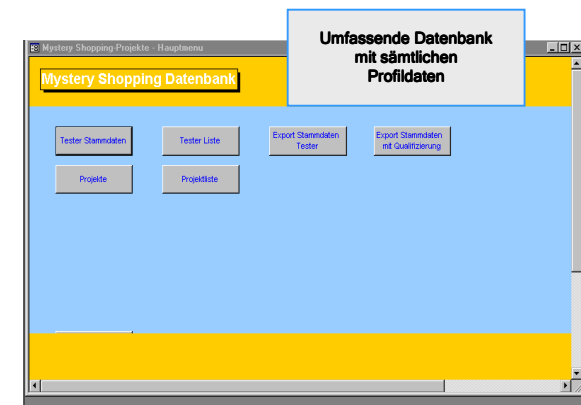 Umfassende Datenbank
mit sämtlichen
Profildaten
Mystery Shopping-Projekte - Hauptmenu
Mystery Shopping Datenbank
Tester Stammdaten
Tester Liste
Export Stammdaten
Tester
Export Stammdaten
mit Qualifizierung
Projekte
Projektliste